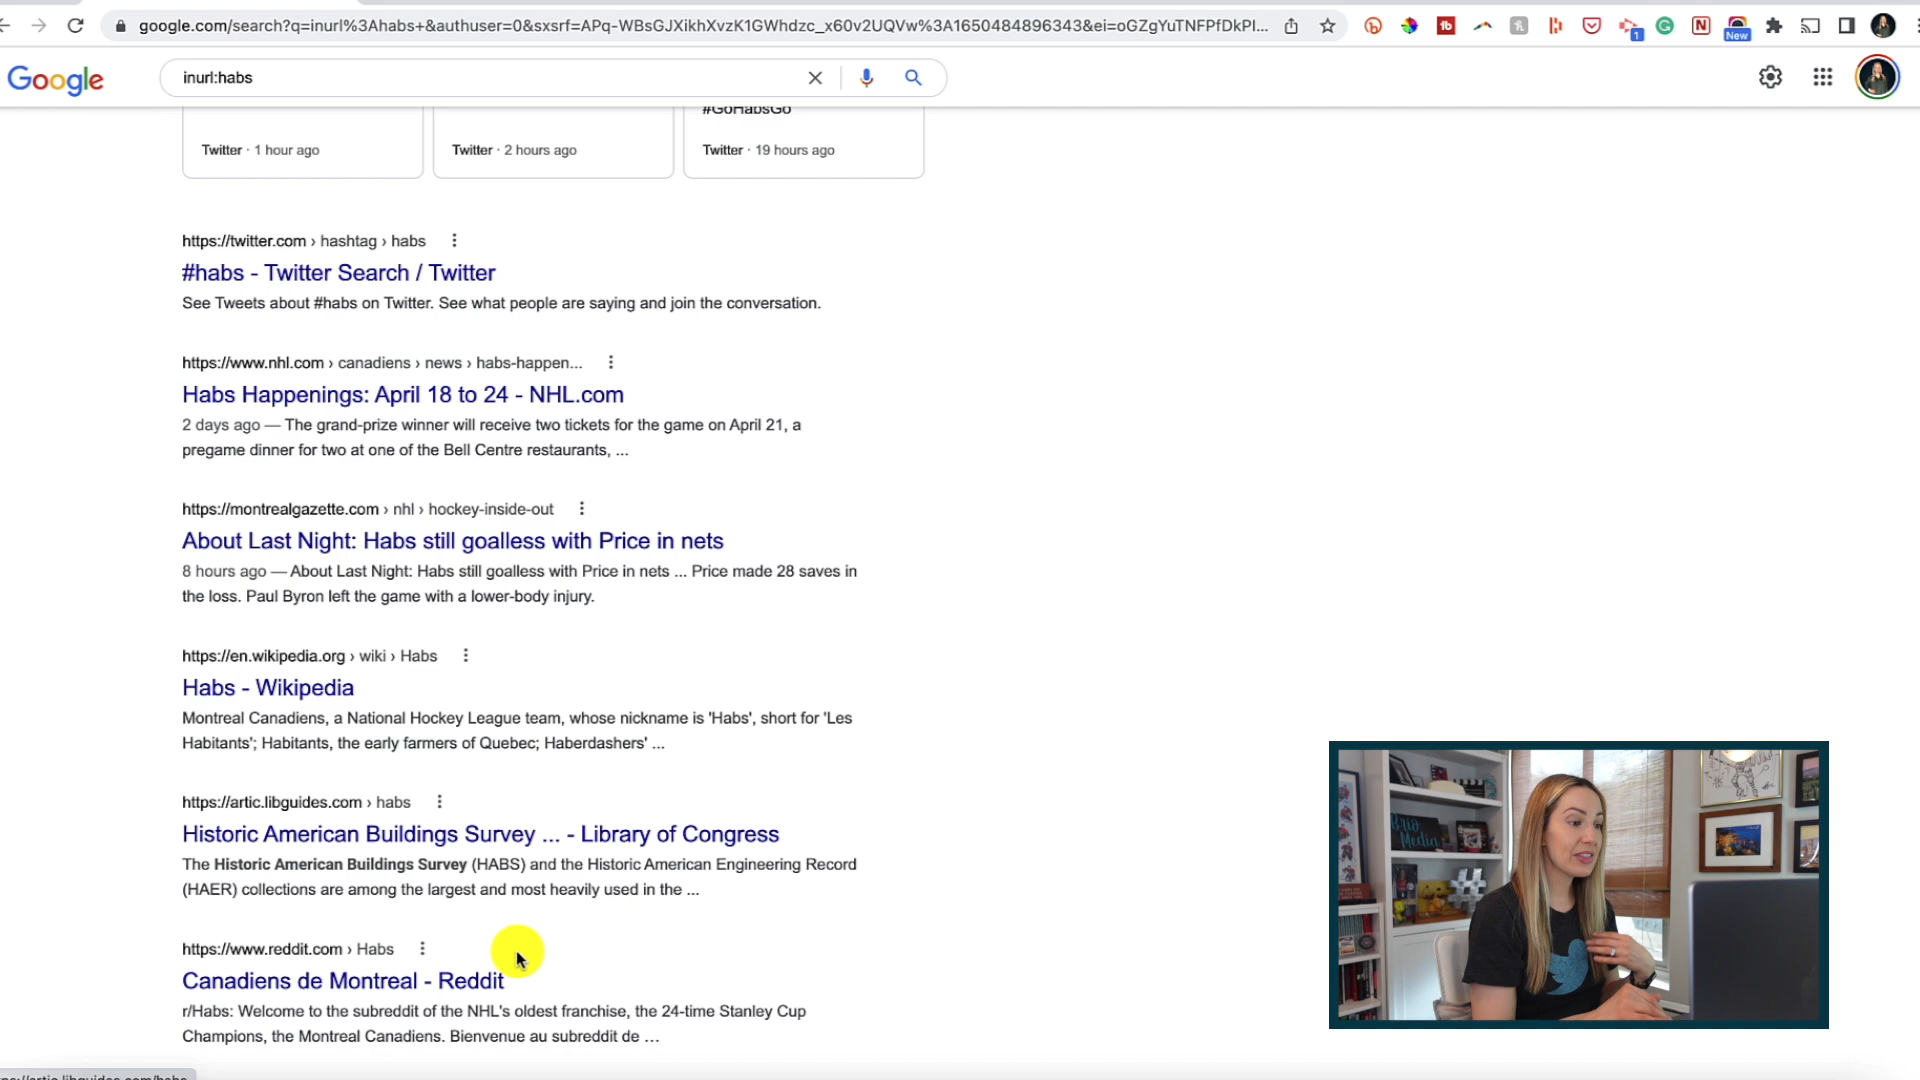 google.com/search?q=inurl%3Ahabs+&authuser=0&sxsrf=APq-WBsGJXikhXvzK1GWhdzc_x60v2UQVw%3A1650484896343&ei=oGZgYuTNFPfDkPI...
New
1
Google
inurl:habs
#GoHabsGo
Twitter · 1 hour ago
Twitter · 2 hours ago
Twitter · 19 hours ago
https://twitter.com › hashtag › habs
#habs - Twitter Search / Twitter
See Tweets about #habs on Twitter. See what people are saying and join the conversation.
https://www.nhl.com › canadiens › news › habs-happen...
Habs Happenings: April 18 to 24 - NHL.com
2 days ago — The grand-prize winner will receive two tickets for the game on April 21, a
pregame dinner for two at one of the Bell Centre restaurants, ...
https://montrealgazette.com › nhl › hockey-inside-out
About Last Night: Habs still goalless with Price in nets
8 hours ago — About Last Night: Habs still goalless with Price in nets ... Price made 28 saves in
the loss. Paul Byron left the game with a lower-body injury.
https://en.wikipedia.org › wiki › Habs
Habs - Wikipedia
Montreal Canadiens, a National Hockey League team, whose nickname is 'Habs', short for 'Les
Habitants'; Habitants, the early farmers of Quebec; Haberdashers' ...
https://artic.libguides.com › habs
Historic American Buildings Survey ... - Library of Congress
The Historic American Buildings Survey (HABS) and the Historic American Engineering Record
(HAER) collections are among the largest and most heavily used in the ...
https://www.reddit.com › Habs
Canadiens de Montreal - Reddit
r/Habs: Welcome to the subreddit of the NHL's oldest franchise, the 24-time Stanley Cup
Champions, the Montreal Canadiens. Bienvenue au subreddit de ...
Brio
Media